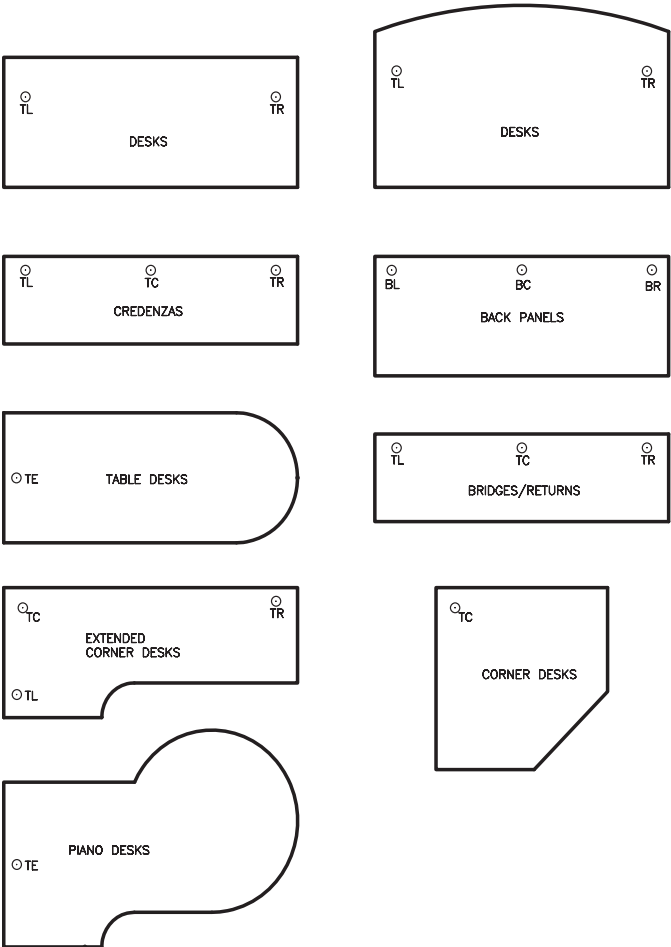 TL
TR
DESKS
TL
TR
DESKS
TL
TC
TR
CREDENZAS
BL
BC
BR
BACK PANELS
TE
TABLE DESKS
TL
TC
TR
BRIDGES/RETURNS
TC
TR
EXTENDED
CORNER DESKS
TL
TC
CORNER DESKS
PIANO DESKS
TE